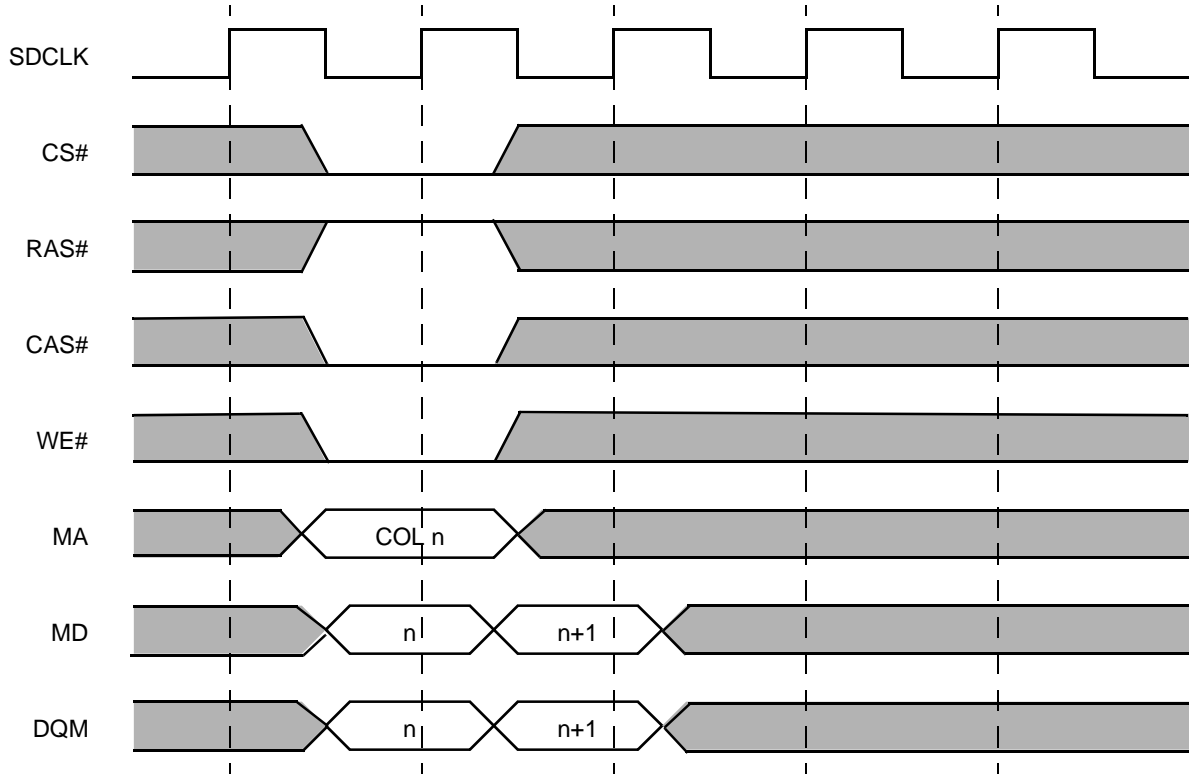 SDCLK
CS#
RAS#
CAS#
WE#
MA COL n
MD n n+1
DQM n n+1